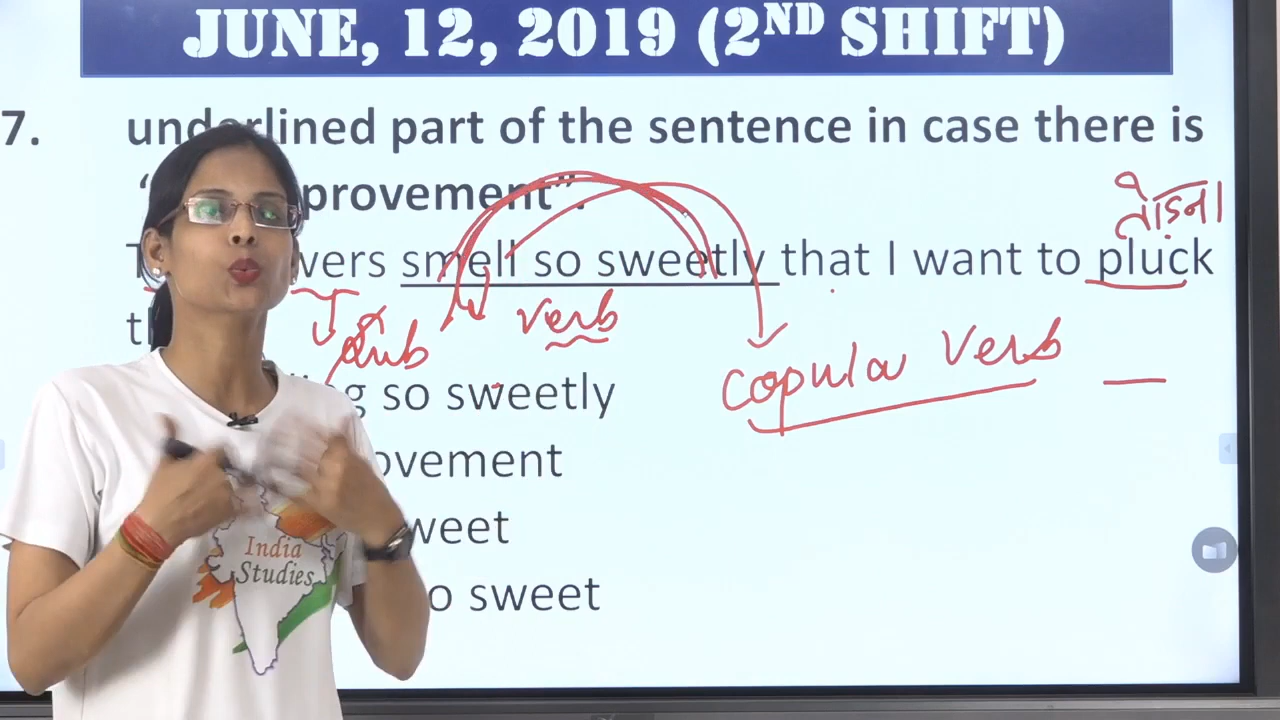 JUNE, 12, 2019 (2ND SHIFT)
7. underlined part of the sentence in case there is
provement”.
vers smell so sweetly that I want to pluck
तोड़ना
verb
copular verb
g so sweetly
ovement
weet
o sweet
India
Studies